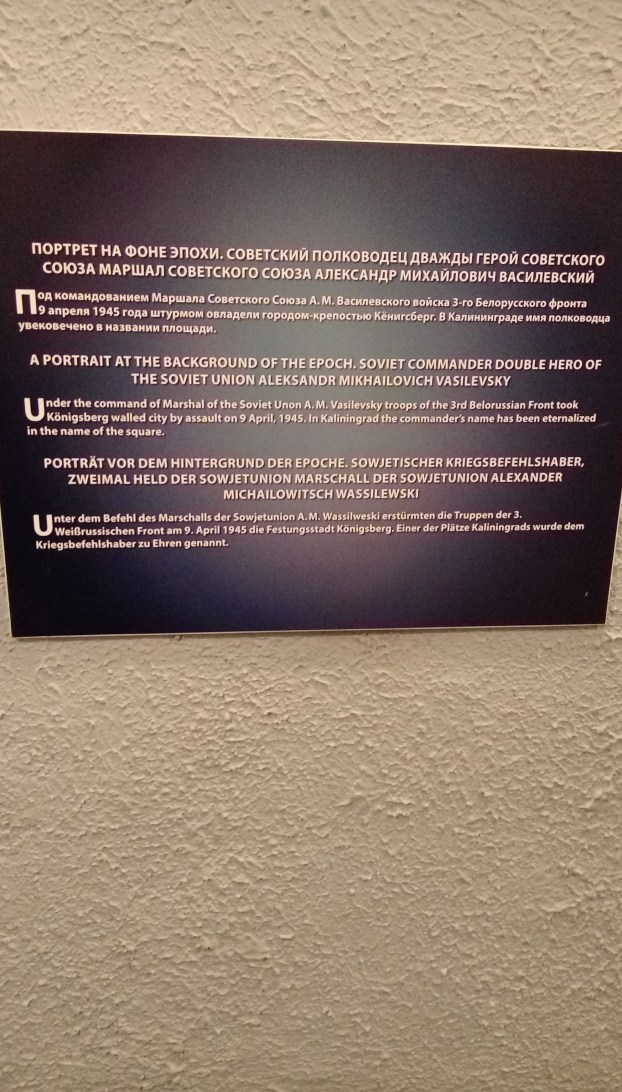 ПОРТРЕТ НА ФОНЕ ЭПОХИ. СОВЕТСКИЙ ПОЛКОВОДЕЦ ДВАЖДЫ ГЕРОЙ СОВЕТСКОГО
СОЮЗА МАРШАЛ СОВЕТСКОГО СОЮЗА АЛЕКСАНДР МИХАЙЛОВИЧ ВАСИЛЕВСКИЙ
Под командованием Маршала Советского Союза А. М. Василевского войска 3-го Белорусского фронта
9 апреля 1945 года штурмом овладели городом-крепостью Кёнигсберг. В Калининграде имя полководца
увековечено в названии площади.
A PORTRAIT AT THE BACKGROUND OF THE EPOCH. SOVIET COMMANDER DOUBLE HERO OF
THE SOVIET UNION ALEKSANDR MIKHAILOVICH VASILEVSKY
Under the command of Marshal of the Soviet Unon A. M. Vasilevsky troops of the 3rd Belorussian Front took
Königsberg walled city by assault on 9 April, 1945. In Kaliningrad the commander's name has been eternalized
in the name of the square.
PORTRÄT VOR DEM HINTERGRUND DER EPOCHE. SOWJETISCHER KRIEGSBEFEHLSHABER,
ZWEIMAL HELD DER SOWJETUNION MARSCHALL DER SOWJETUNION ALEXANDER
MICHAILOWITSCH WASSILEWSKI
Unter dem Befehl des Marschalls der Sowjetunion A. M. Wassilweski erstürmten die Truppen der 3.
Weißrussischen Front am 9. April 1945 die Festungsstadt Königsberg. Einer der Plätze Kaliningrads wurde dem
Kriegsbefehlshaber zu Ehren genannt.